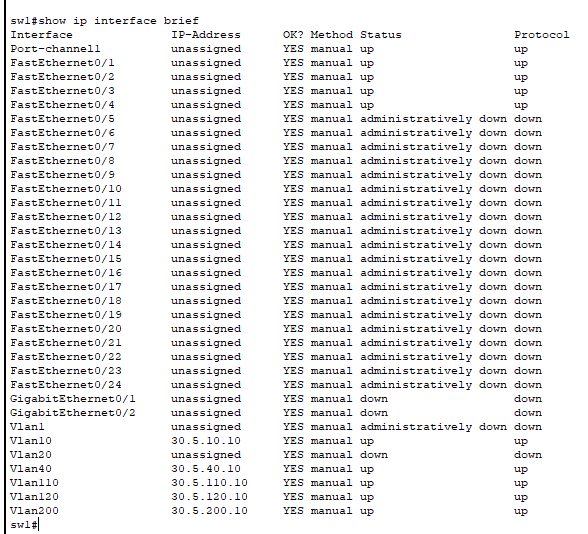 sw1#show ip interface brief
Interface IP-Address OK? Method Status Protocol
Port-channel1 unassigned YES manual up up
FastEthernet0/1 unassigned YES manual up up
FastEthernet0/2 unassigned YES manual up up
FastEthernet0/3 unassigned YES manual up up
FastEthernet0/4 unassigned YES manual up up
FastEthernet0/5 unassigned YES manual administratively down down
FastEthernet0/6 unassigned YES manual administratively down down
FastEthernet0/7 unassigned YES manual administratively down down
FastEthernet0/8 unassigned YES manual administratively down down
FastEthernet0/9 unassigned YES manual administratively down down
FastEthernet0/10 unassigned YES manual administratively down down
FastEthernet0/11 unassigned YES manual administratively down down
FastEthernet0/12 unassigned YES manual administratively down down
FastEthernet0/13 unassigned YES manual administratively down down
FastEthernet0/14 unassigned YES manual administratively down down
FastEthernet0/15 unassigned YES manual administratively down down
FastEthernet0/16 unassigned YES manual administratively down down
FastEthernet0/17 unassigned YES manual administratively down down
FastEthernet0/18 unassigned YES manual administratively down down
FastEthernet0/19 unassigned YES manual administratively down down
FastEthernet0/20 unassigned YES manual administratively down down
FastEthernet0/21 unassigned YES manual administratively down down
FastEthernet0/22 unassigned YES manual administratively down down
FastEthernet0/23 unassigned YES manual administratively down down
FastEthernet0/24 unassigned YES manual administratively down down
GigabitEthernet0/1 unassigned YES manual down down
GigabitEthernet0/2 unassigned YES manual down down
Vlan1 unassigned YES manual administratively down down
Vlan10 30.5.10.10 YES manual up up
Vlan20 unassigned YES manual down down
Vlan40 30.5.40.10 YES manual up up
Vlan110 30.5.110.10 YES manual up up
Vlan120 30.5.120.10 YES manual up up
Vlan200 30.5.200.10 YES manual up up
sw1#